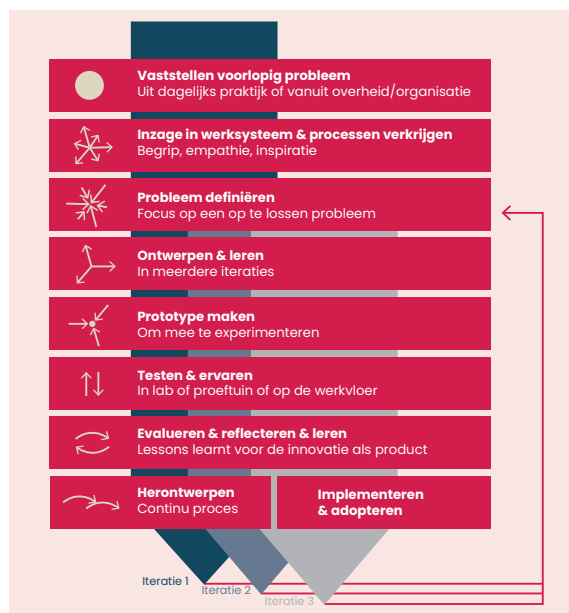 Vaststellen voorlopig probleem
Uit dagelijks praktijk of vanuit overheid/organisatie
Inzage in werksysteem & processen verkrijgen
Begrip, empathie, inspiratie
Probleem definiëren
Focus op een op te lossen probleem
Ontwerpen & leren
In meerdere iteraties
Prototype maken
Om mee te experimenteren
Testen & ervaren
In lab of proeftuin of op de werkvloer
Evalueren & reflecteren & leren
Lessons learnt voor de innovatie als product
Herontwerpen
Continu proces
Implementeren
& adopteren
Iteratie 1
Iteratie 2
Iteratie 3